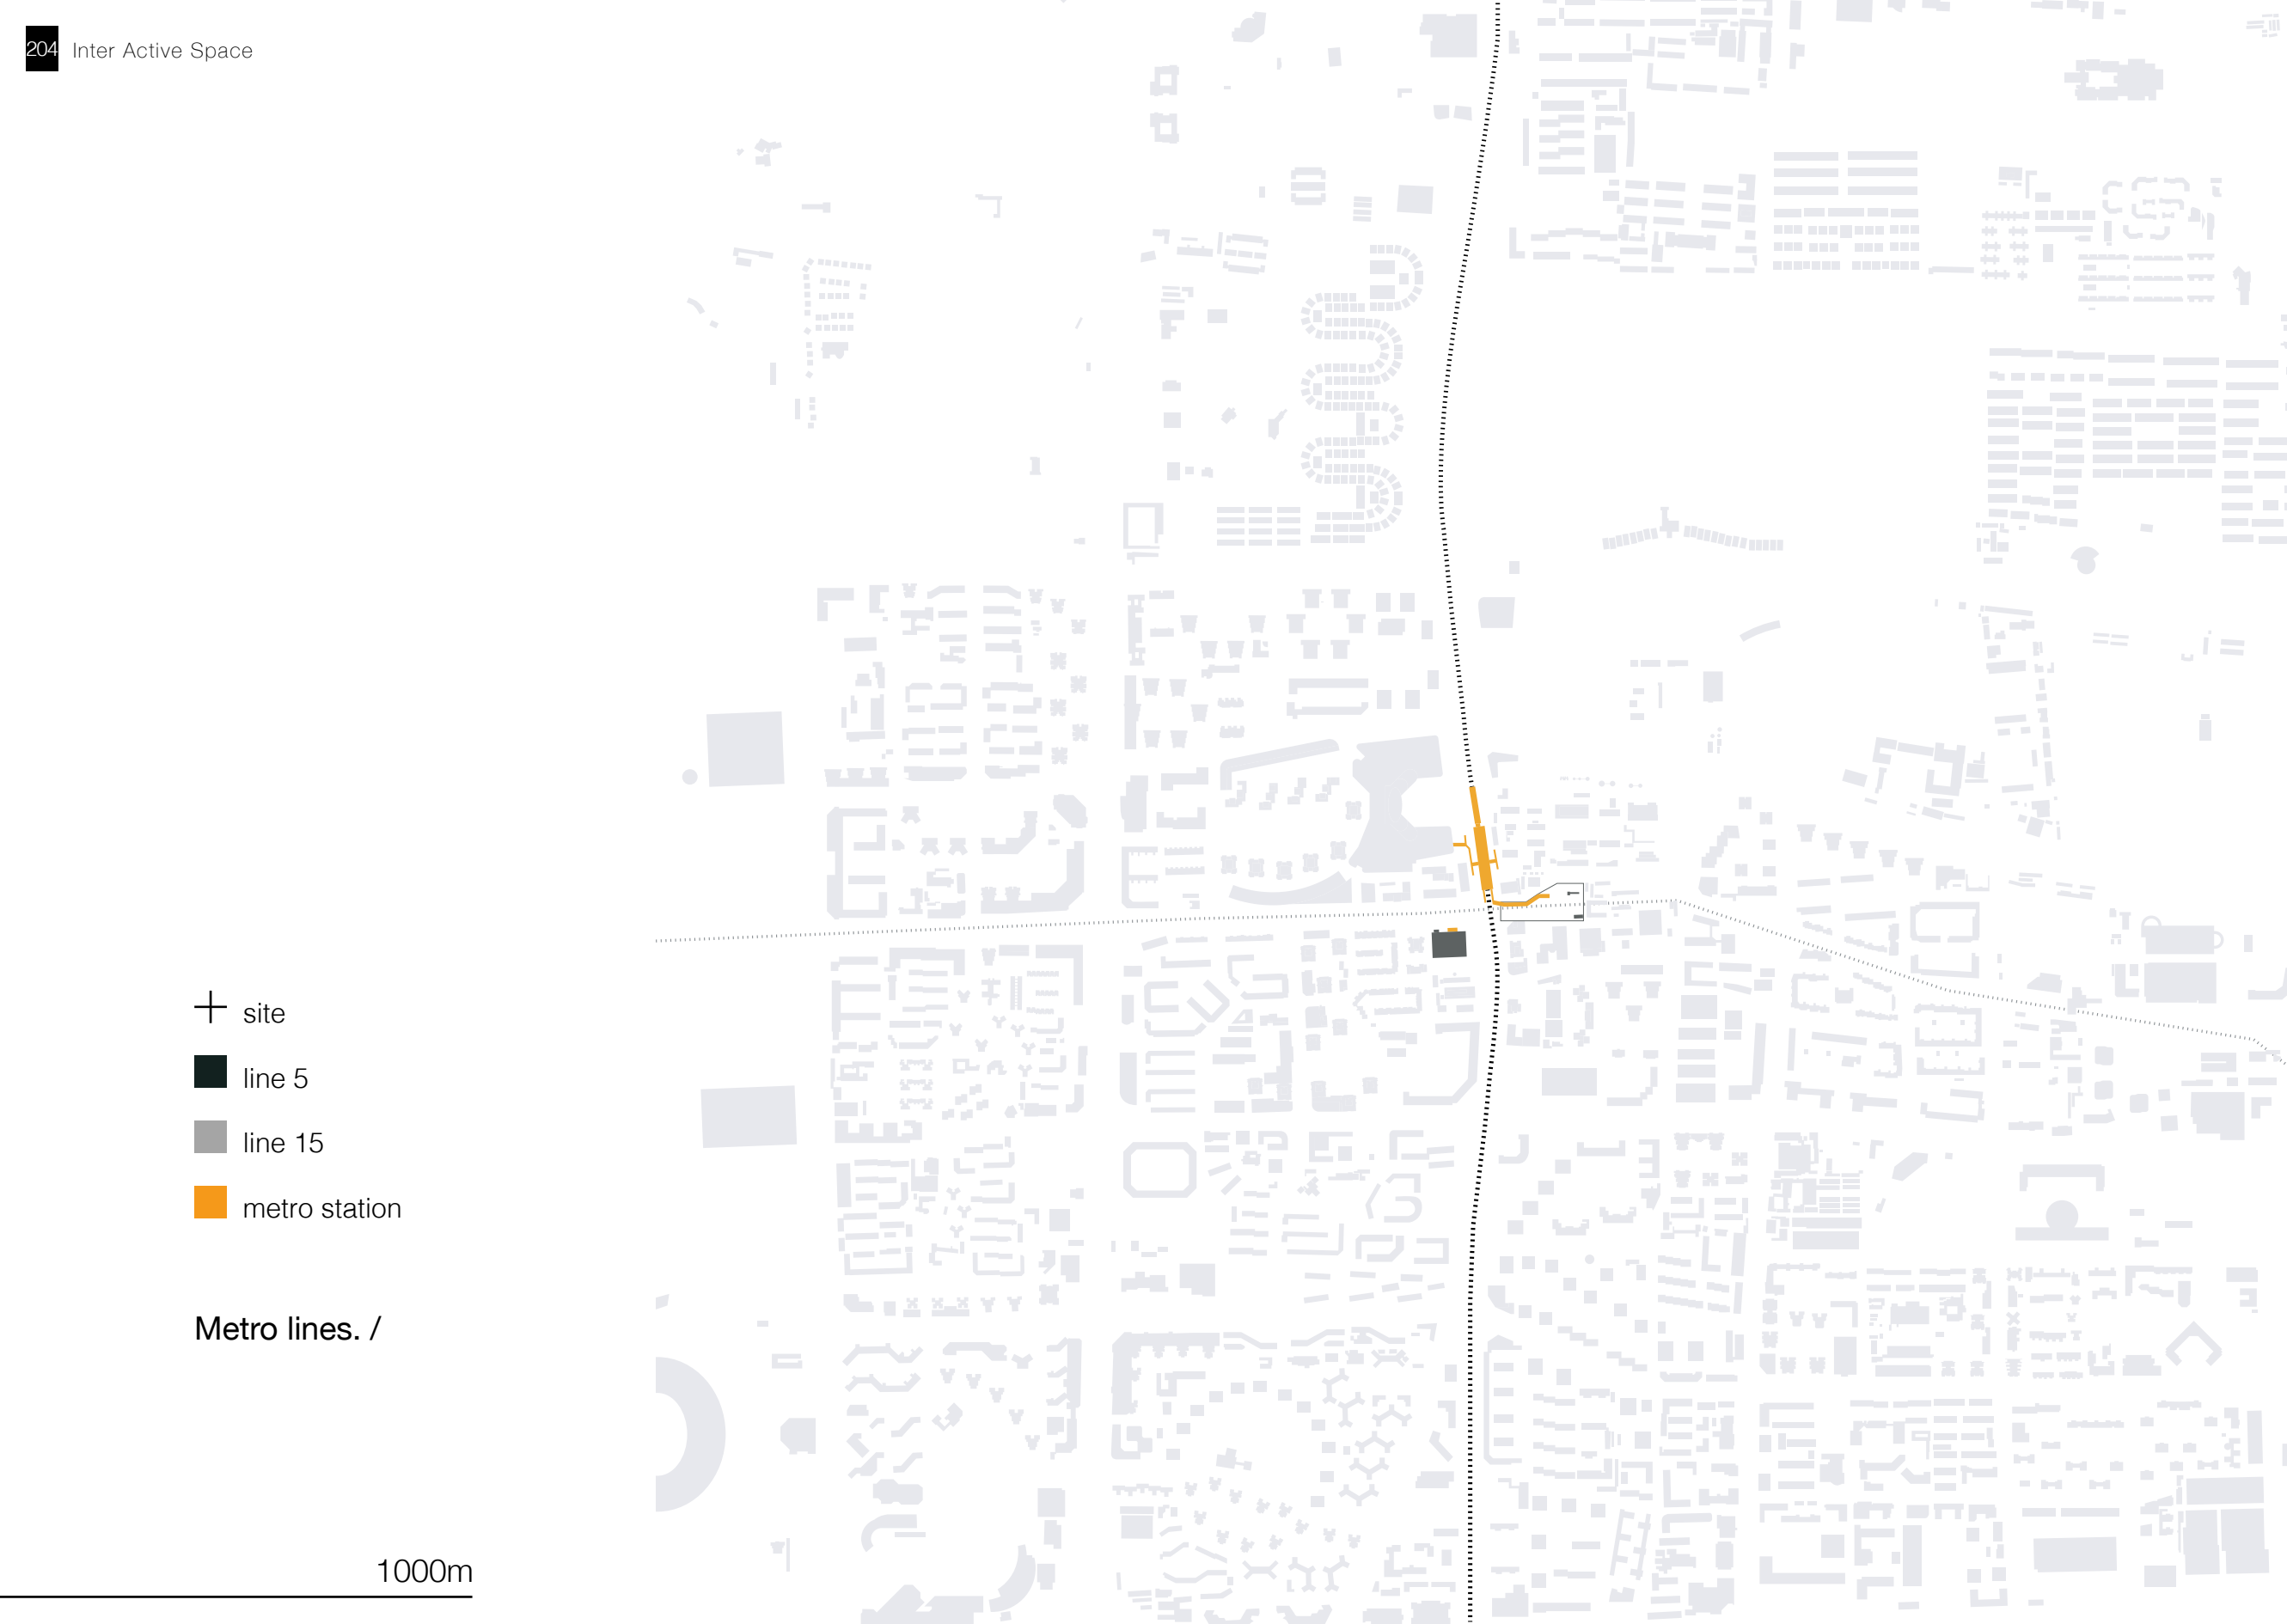 204 Inter Active Space
site
line 5
line 15
metro station
Metro lines. /
1000m